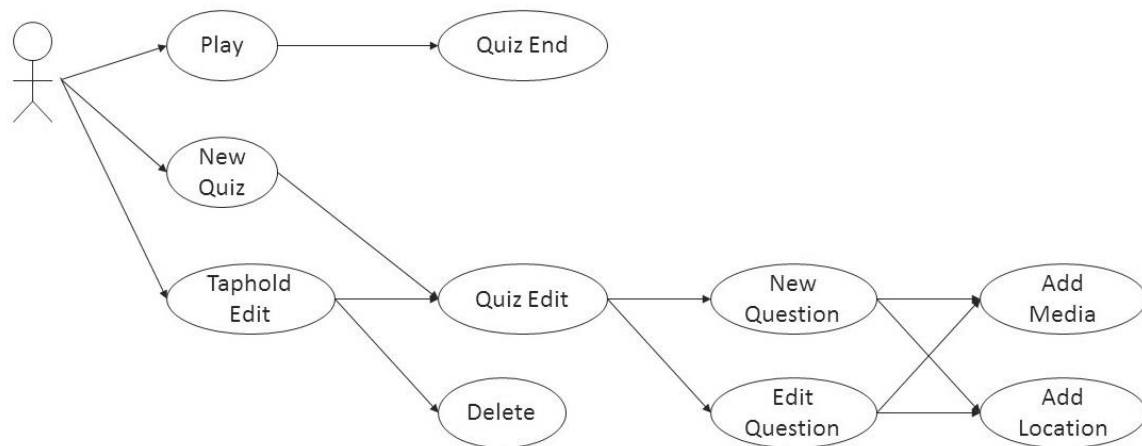 Play
Quiz End
New
Quiz
Taphold
Edit
Quiz Edit
New
Question
Add
Media
Delete
Edit
Question
Add
Location